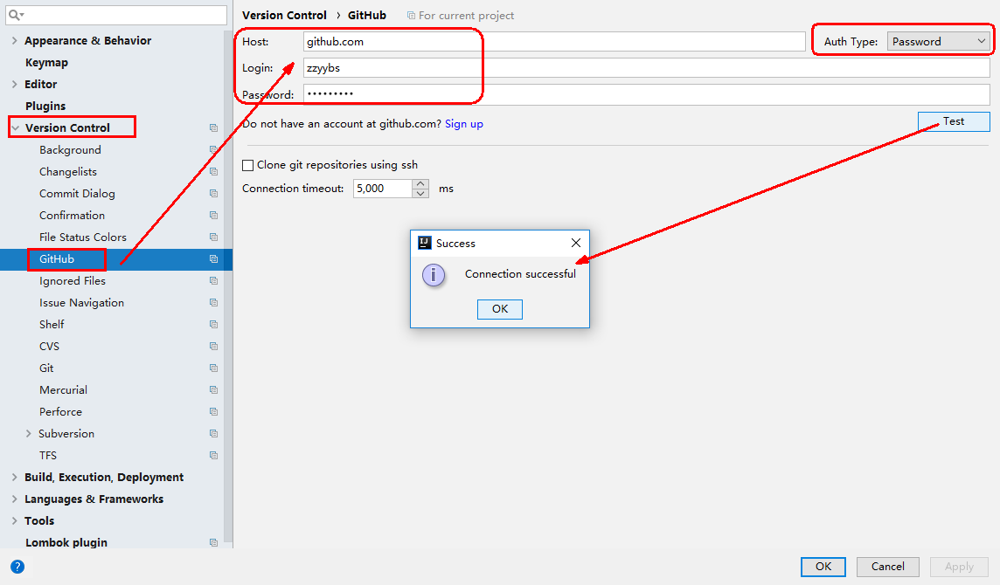 Version Control › GitHub For current project
Appearance & Behavior
Keymap
Editor
Plugins
Version Control
Background
Changelists
Commit Dialog
Confirmation
File Status Colors
GitHub
Ignored Files
Issue Navigation
Shelf
CVS
Git
Mercurial
Perforce
Subversion
TFS
Build, Execution, Deployment
Languages & Frameworks
Tools
Lombok plugin
Host: github.com
Auth Type: Password
Login: zzyybs
Password: •••••••••
Do not have an account at github.com? Sign up
Test
Clone git repositories using ssh
Connection timeout: 5,000 ms
IJ Success
i Connection successful
OK
? OK Cancel Apply